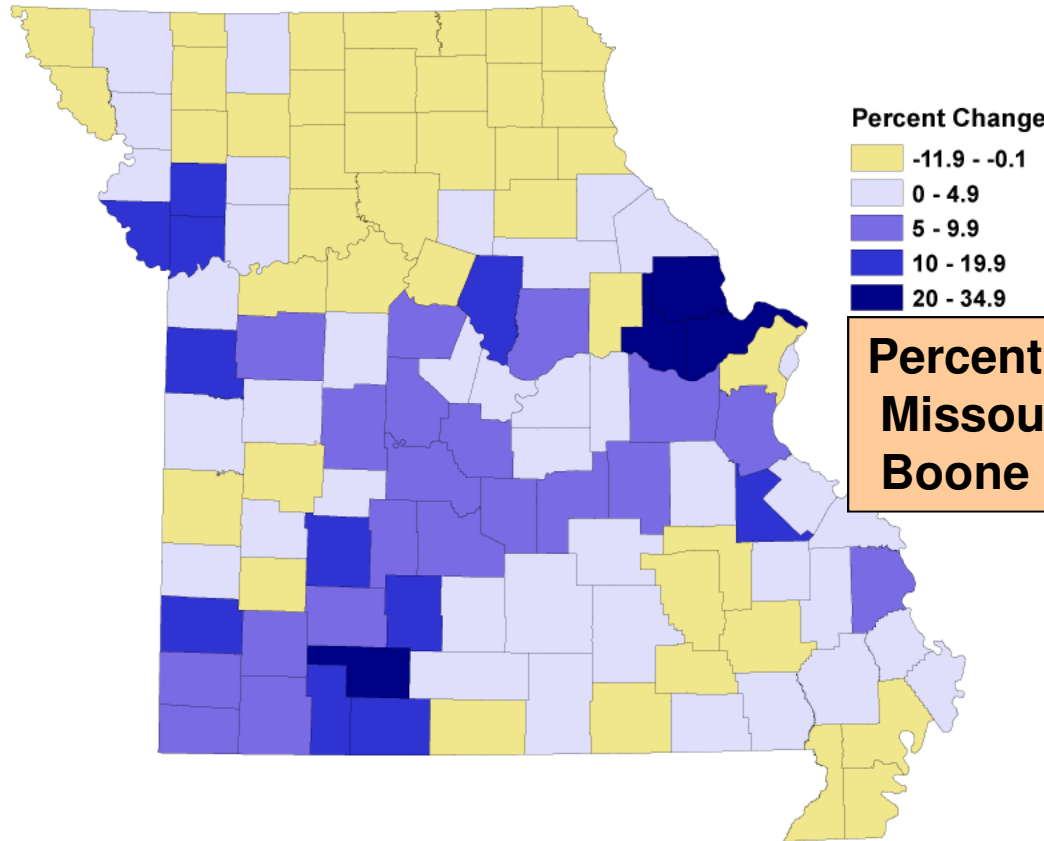 Percent Change
-11.9 - -0.1
0 - 4.9
5 - 9.9
10 - 19.9
20 - 34.9
Percent
Missou
Boone